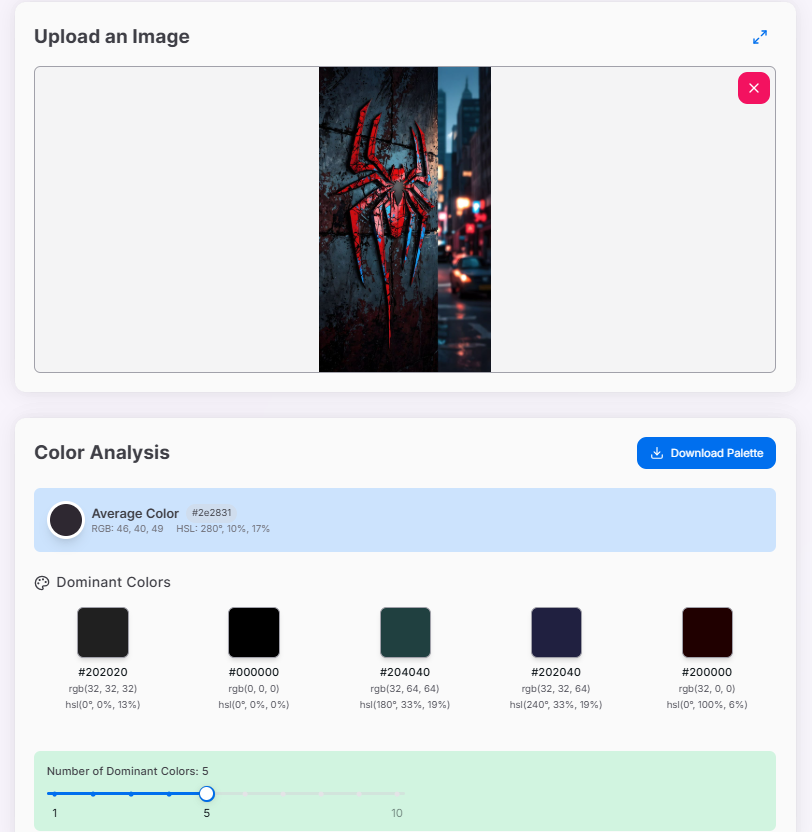 Upload an Image
Color Analysis
Download Palette
Average Color #2e2831
RGB: 46, 40, 49 HSL: 280°, 10%, 17%
Dominant Colors
#202020 #000000 #204040 #202040 #200000
rgb(32, 32, 32) rgb(0, 0, 0) rgb(32, 64, 64) rgb(32, 32, 64) rgb(32, 0, 0)
hsl(0°, 0%, 13%) hsl(0°, 0%, 0%) hsl(180°, 33%, 19%) hsl(240°, 33%, 19%) hsl(0°, 100%, 6%)
Number of Dominant Colors: 5
1 5 10